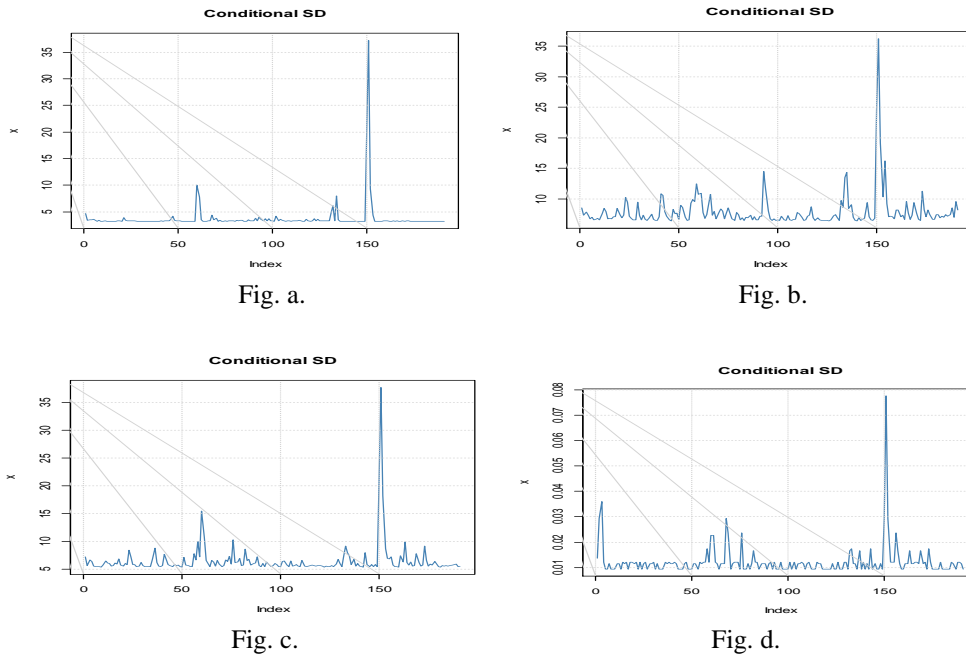 Conditional SD
35
30
25
20
15
10
5
x
0 50 100 150
Index
Fig. a.
Conditional SD
35
30
25
20
15
10
x
0 50 100 150
Index
Fig. b.
Conditional SD
35
30
25
20
15
10
5
x
0 50 100 150
Index
Fig. c.
Conditional SD
0.08
0.07
0.06
0.05
0.04
0.03
0.02
0.01
x
0 50 100 150
Index
Fig. d.